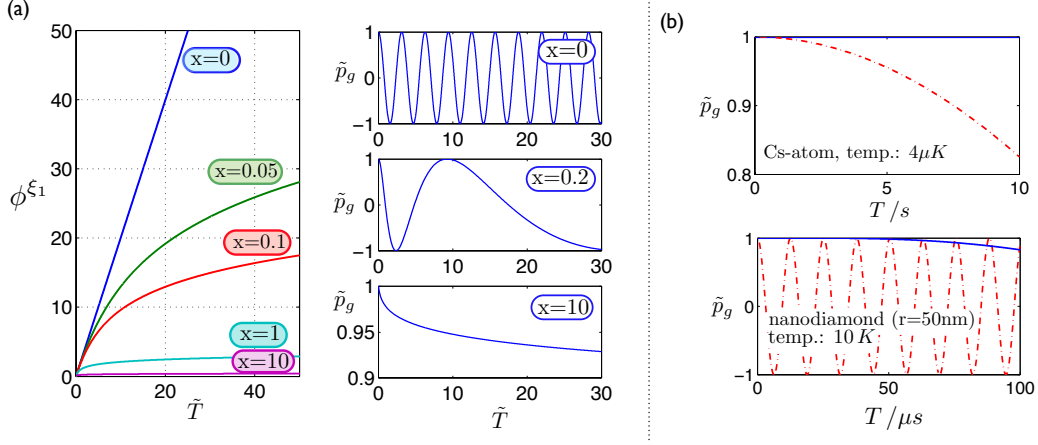 (a)
50
40
30
20
10
0
0
20
40
ϕ^ξ₁
T̃
x=0
x=0.05
x=0.1
x=1
x=10
1
0
−1
0
10
20
30
p̃_g
x=0
1
0
−1
0
10
20
30
p̃_g
x=0.2
1
0.95
0.9
0
10
20
30
p̃_g
x=10
T̃
(b)
1
0.9
0.8
0
5
10
p̃_g
Cs-atom, temp.: 4μK
T /s
1
0
−1
0
50
100
p̃_g
nanodiamond (r=50nm)
temp.: 10 K
T /μs